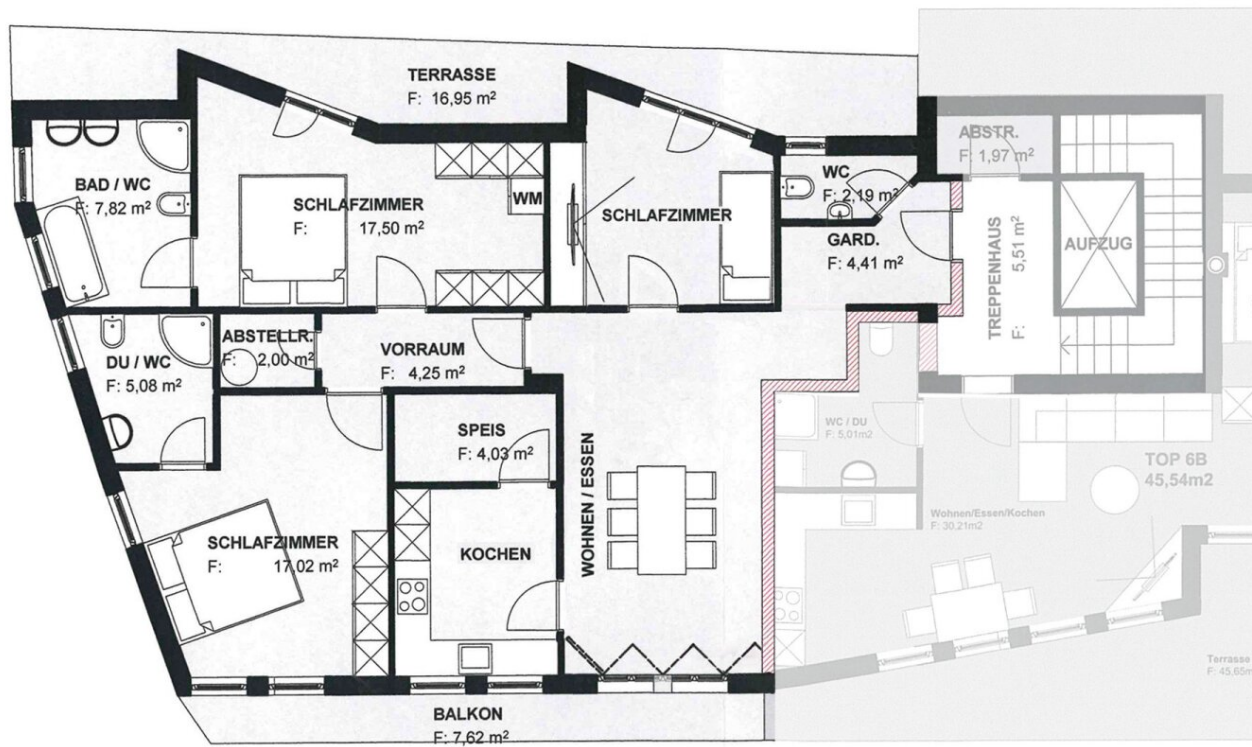 TERRASSE
F: 16,95 m²
ABSTR.
F: 1,97 m²
BAD / WC
F: 7,82 m²
SCHLAFZIMMER
F: 17,50 m²
WM
SCHLAFZIMMER
WC
F: 2,19 m²
GARD.
F: 4,41 m²
TREPPENHAUS
F: 5,51 m²
AUFZUG
DU / WC
F: 5,08 m²
ABSTELLR.
F: 2,00 m²
VORRAUM
F: 4,25 m²
SPEIS
F: 4,03 m²
WOHNEN / ESSEN
WC / DU
F: 5,01m2
TOP 6B
45,54m2
Wohnen/Essen/Kochen
F: 30,21m2
SCHLAFZIMMER
F: 17,02 m²
KOCHEN
Terrasse
F: 45,65m
BALKON
F: 7,62 m²